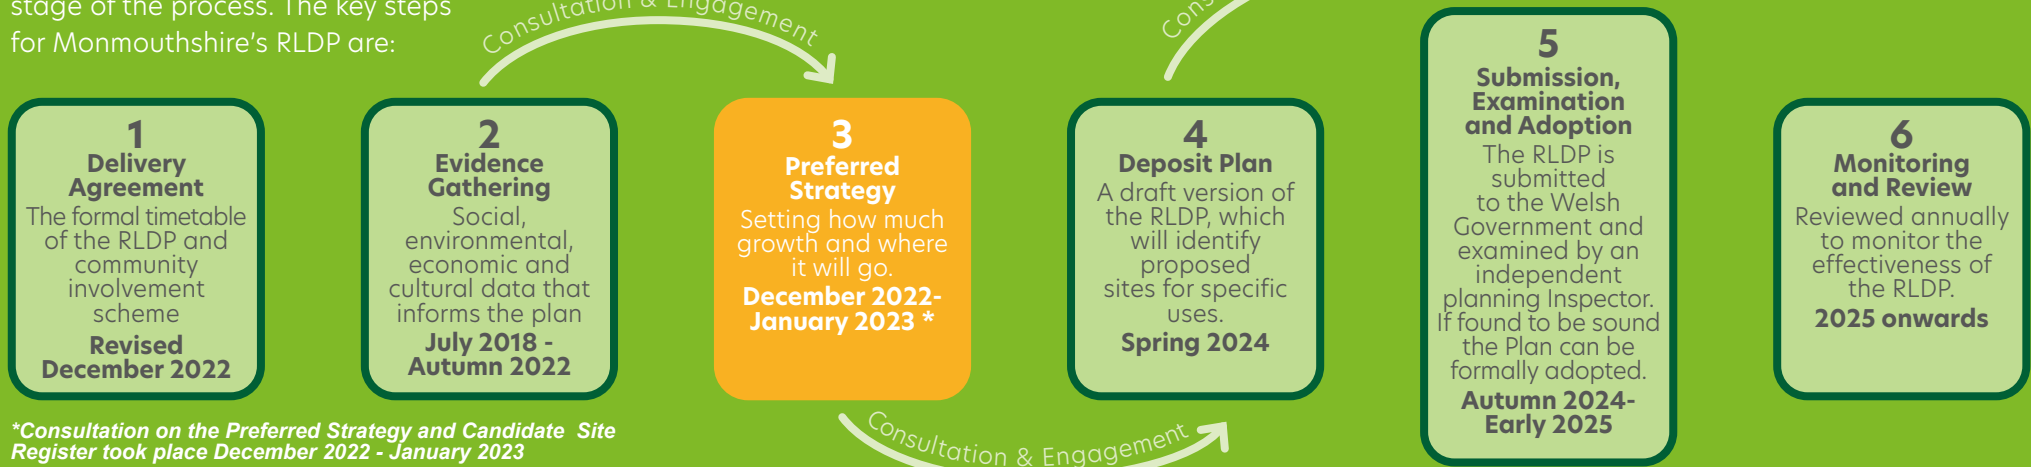 stage of the process. The key steps
for Monmouthshire's RLDP are:
Consultation & Engagement
1
Delivery
Agreement
The formal timetable
of the RLDP and
community
involvement
scheme
Revised
December 2022
2
Evidence
Gathering
Social,
environmental,
economic and
cultural data that
informs the plan
July 2018 -
Autumn 2022
3
Preferred
Strategy
Setting how much
growth and where
it will go.
December 2022-
January 2023 *
Consultation & Engagement
4
Deposit Plan
A draft version of
the RLDP, which
will identify
proposed
sites for specific
uses.
Spring 2024
5
Submission,
Examination
and Adoption
The RLDP is
submitted
to the Welsh
Government and
examined by an
independent
planning Inspector.
If found to be sound
the Plan can be
formally adopted.
Autumn 2024-
Early 2025
6
Monitoring
and Review
Reviewed annually
to monitor the
effectiveness of
the RLDP.
2025 onwards
*Consultation on the Preferred Strategy and Candidate Site
Register took place December 2022 - January 2023